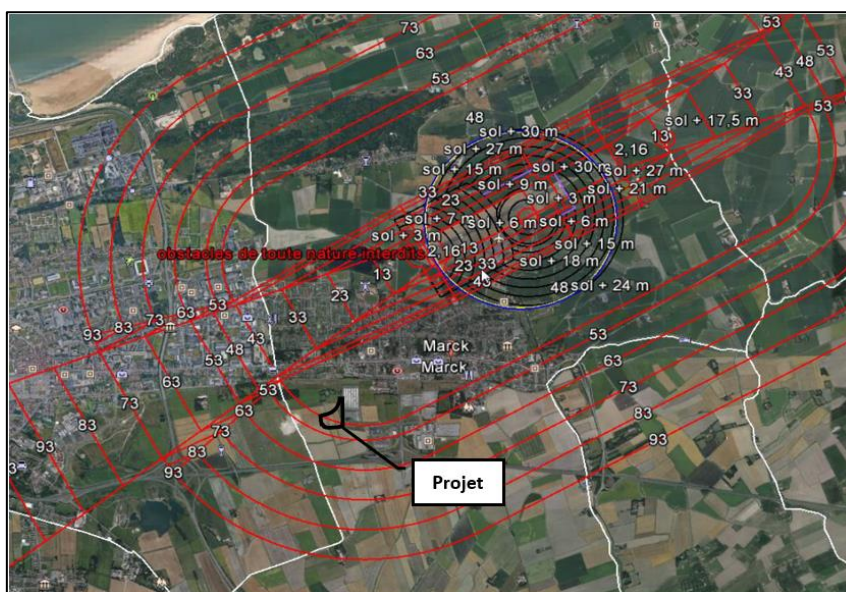 73
63
53
53
53
48
43
33
53
48
sol + 30 m
sol + 27 m
sol + 17,5 m
13
2,16
sol + 15 m
sol + 30 m
sol + 27 m
sol + 9 m
sol + 21 m
33
23
sol + 3 m
sol + 7 m
sol + 6 m
sol + 6 m
sol + 3 m
sol + 15 m
obstacles de toute nature interdits
2,16
13
23
33
sol + 18 m
13
43
48
sol + 24 m
23
33
53
63
73
83
93
43
48
53
53
63
73
83
93
Marck
Marck
53
63
73
83
93
63
73
83
93
63
73
83
93
Projet